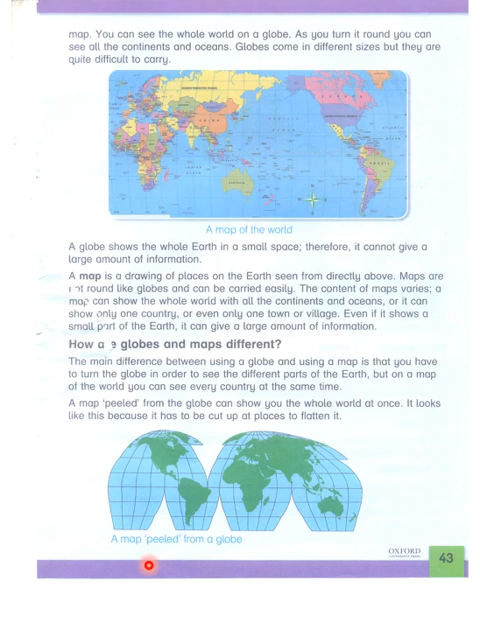 map. You can see the whole world on a globe. As you turn it round you can
see all the continents and oceans. Globes come in different sizes but they are
quite difficult to carry.
A map of the world
A globe shows the whole Earth in a small space; therefore, it cannot give a
large amount of information.
A map is a drawing of places on the Earth seen from directly above. Maps are
not round like globes and can be carried easily. The content of maps varies; a
map can show the whole world with all the continents and oceans, or it can
show only one country, or even only one town or village. Even if it shows a
small part of the Earth, it can give a large amount of information.
How are globes and maps different?
The main difference between using a globe and using a map is that you have
to turn the globe in order to see the different parts of the Earth, but on a map
of the world you can see every country at the same time.
A map 'peeled' from the globe can show you the whole world at once. It looks
like this because it has to be cut up at places to flatten it.
A map 'peeled' from a globe
OXFORD
UNIVERSITY PRESS
43